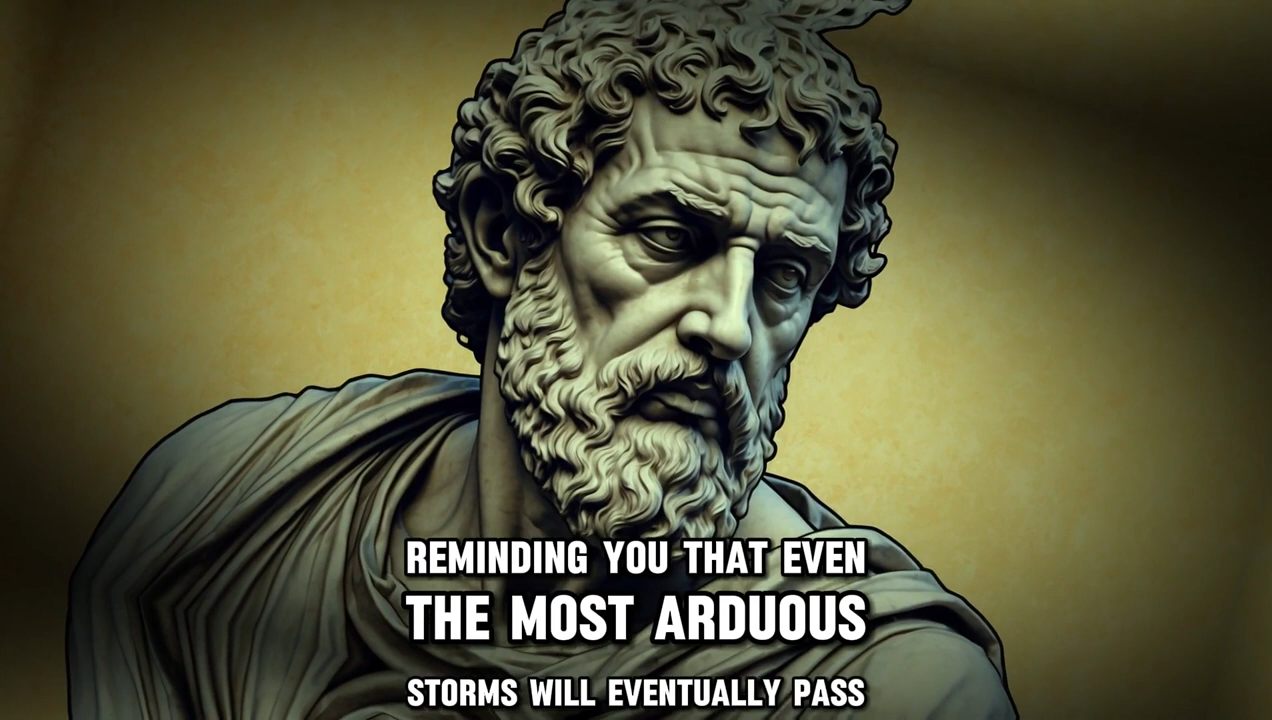 REMINDING YOU THAT EVEN
THE MOST ARDUOUS
STORMS WILL EVENTUALLY PASS